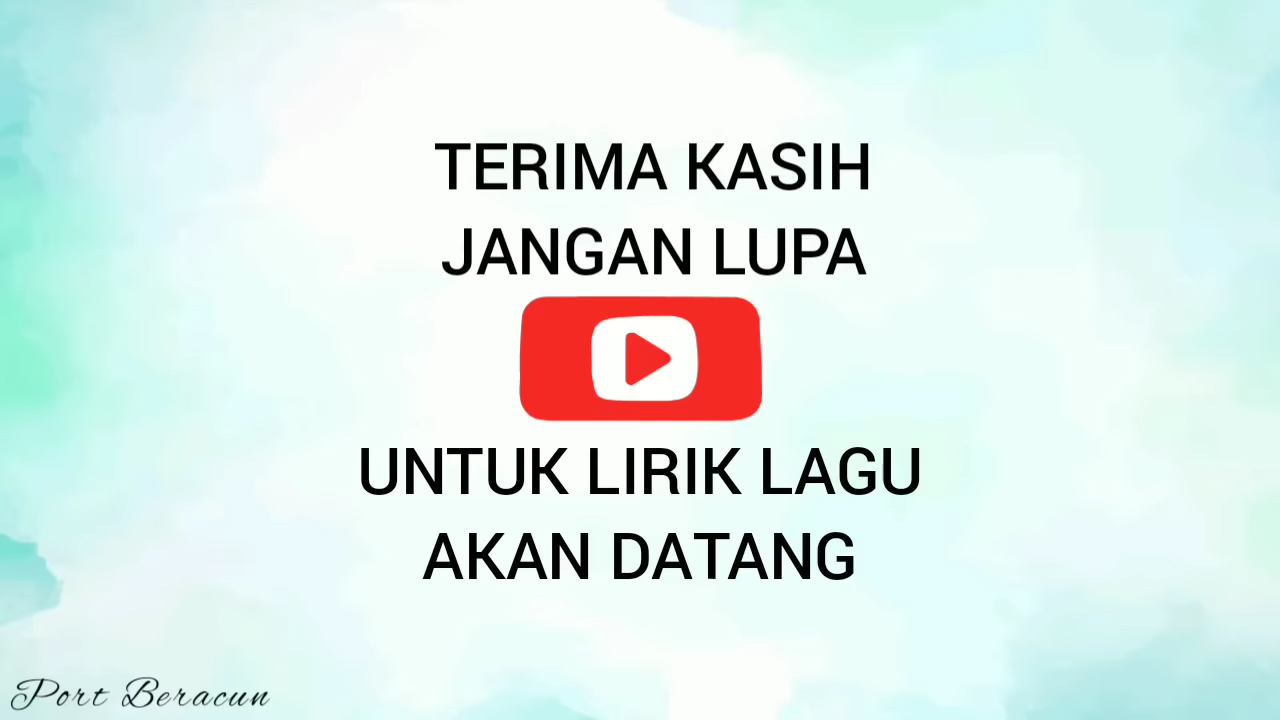 TERIMA KASIH
JANGAN LUPA
UNTUK LIRIK LAGU
AKAN DATANG
Port Beracun